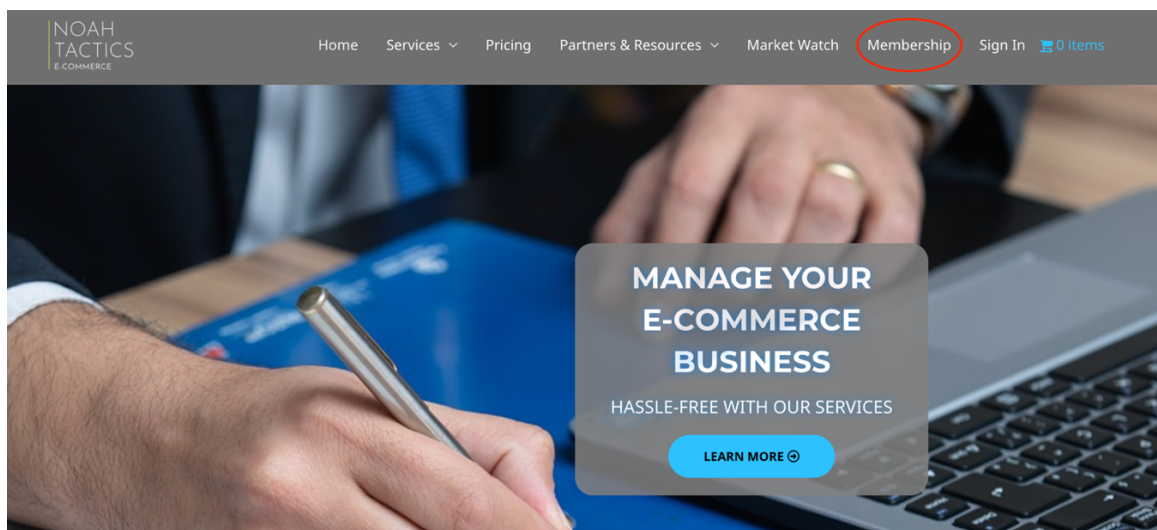 NOAH
TACTICS
E-COMMERCE
Home Services Pricing Partners & Resources Market Watch Membership Sign In 0 items
MANAGE YOUR
E-COMMERCE
BUSINESS
HASSLE-FREE WITH OUR SERVICES
LEARN MORE